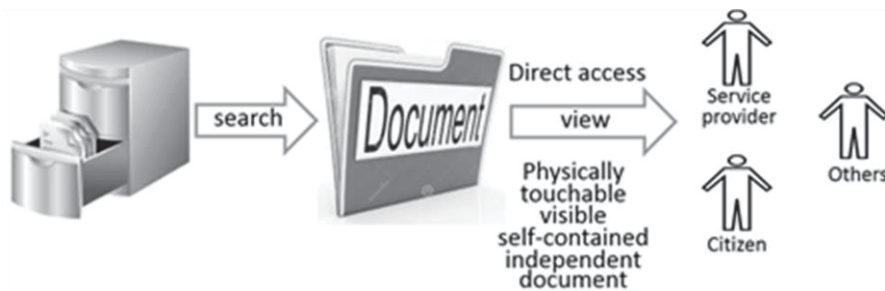 search
Document
Direct access
view
Physically
touchable
visible
self-contained
independent
document
Service
provider
Citizen
Others